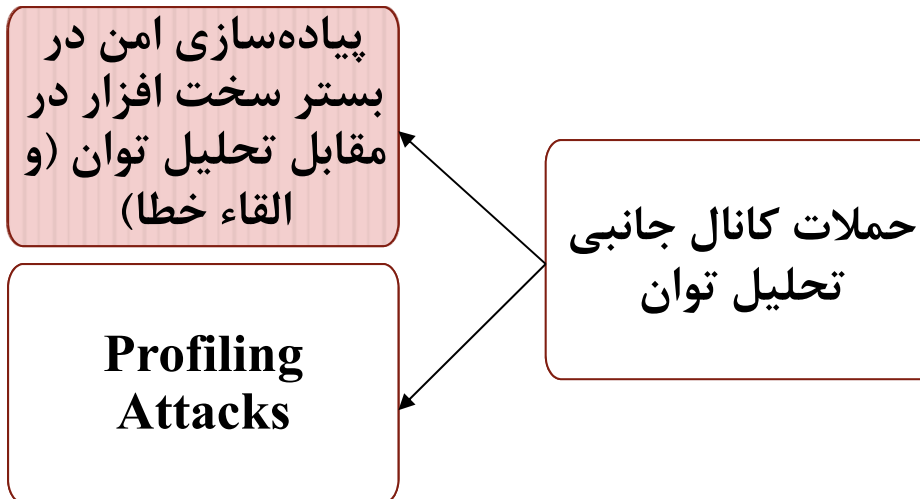 حملات کانال جانبی
تحلیل توان
پیاده‌سازی امن در
بستر سخت افزار در
مقابل تحلیل توان (و
القاء خطا)
Profiling
Attacks